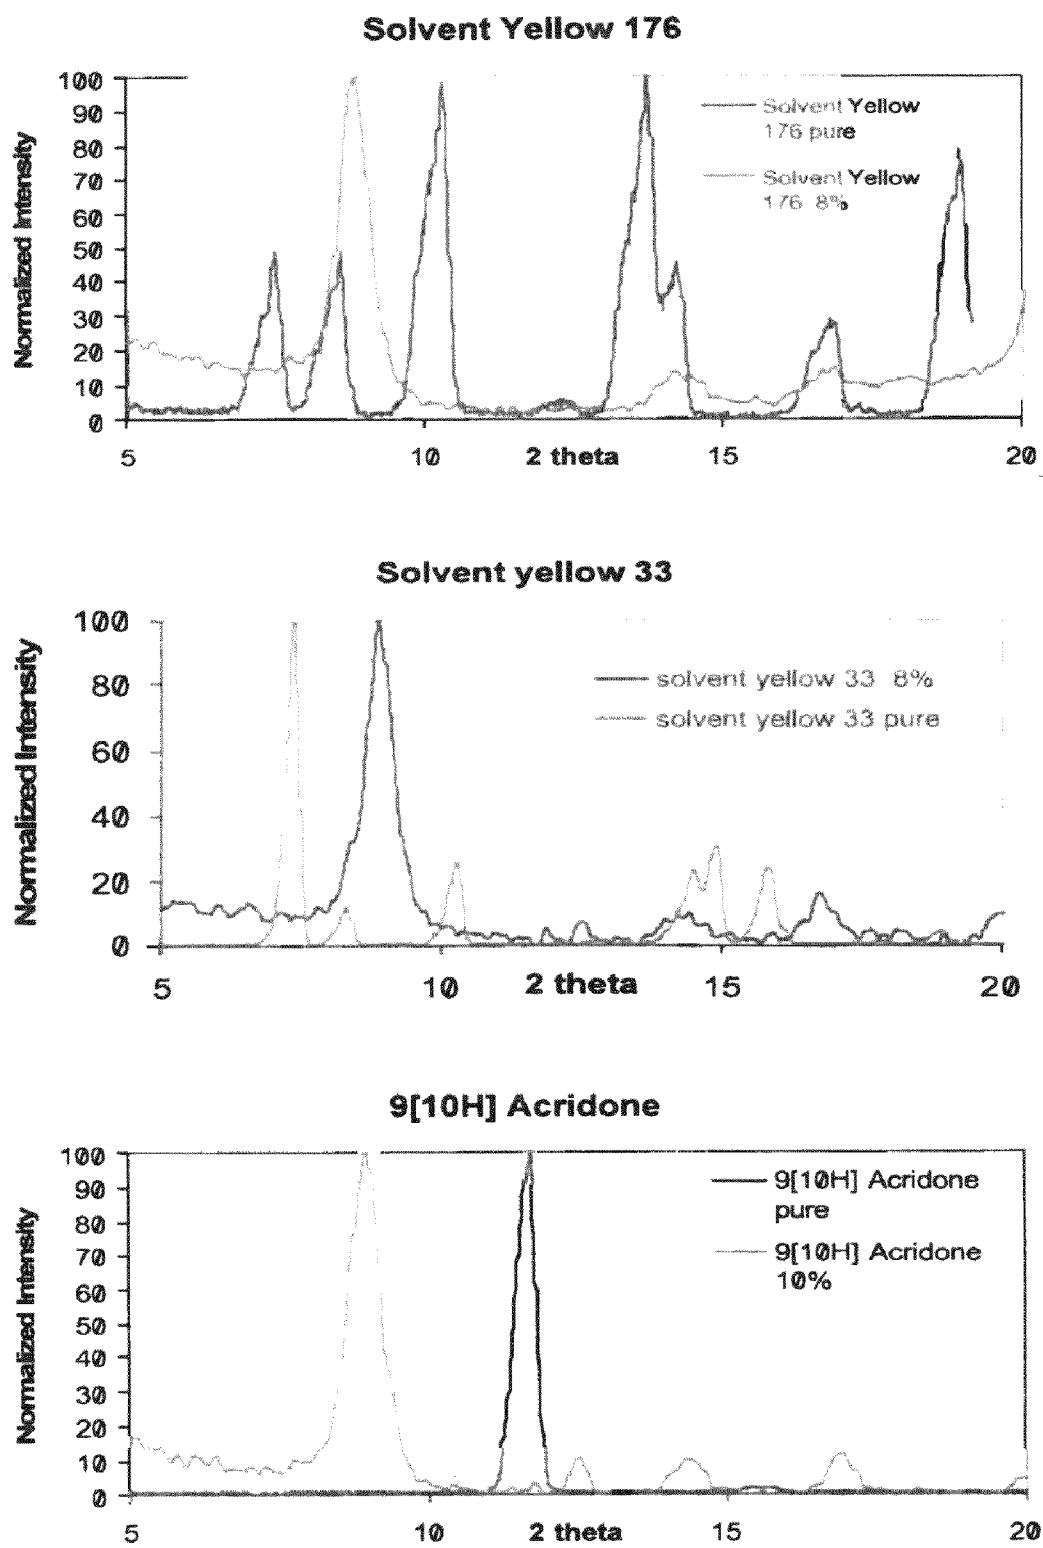 Solvent Yellow 176
Normalized Intensity
100
90
80
70
60
50
40
30
20
10
0
Solvent Yellow
176 pure
Solvent Yellow
176 8%
5 10 2 theta 15 20
Solvent yellow 33
Normalized Intensity
100
80
60
40
20
0
solvent yellow 33 8%
solvent yellow 33 pure
5 10 2 theta 15 20
9[10H] Acridone
Normalized Intensity
100
90
80
70
60
50
40
30
20
10
0
9[10H] Acridone
pure
9[10H] Acridone
10%
5 10 2 theta 15 20